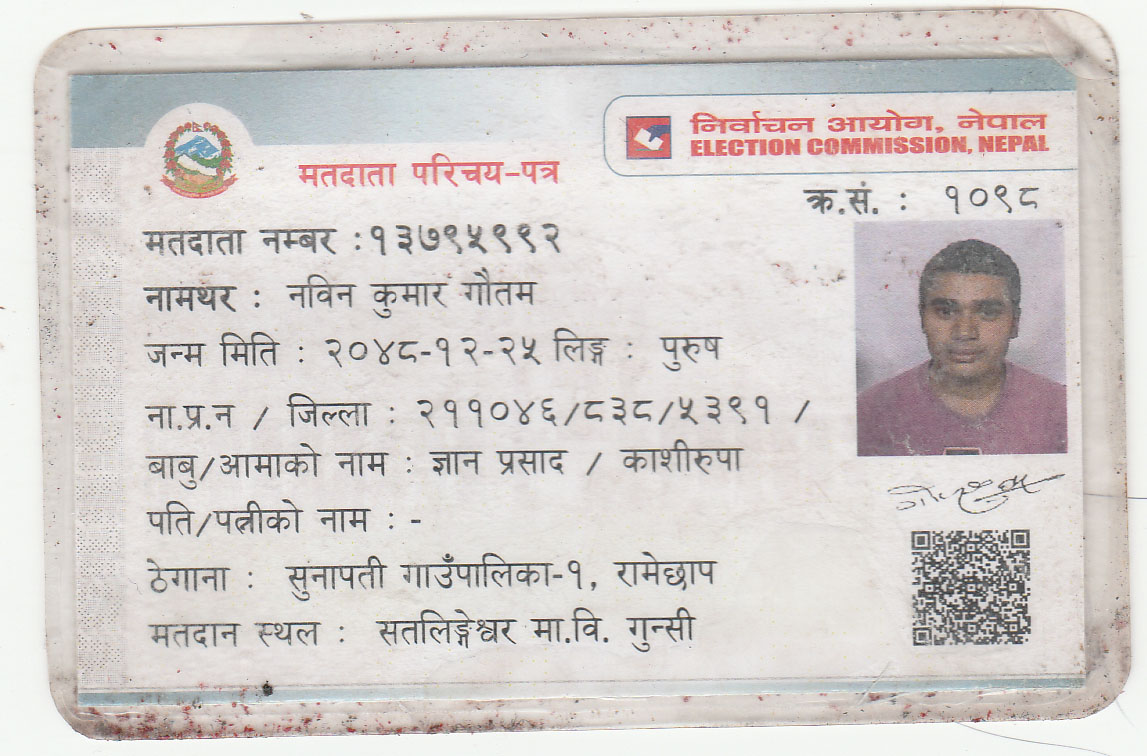 निर्वाचन आयोग, नेपाल
ELECTION COMMISSION, NEPAL
मतदाता परिचय-पत्र
क्र.सं. : १०९८
मतदाता नम्बर : १३७९५९९२
नामथर : नविन कुमार गौतम
जन्म मिति : २०४८-१२-२५ लिङ्ग : पुरुष
ना.प्र.न / जिल्ला : २११०४६/८३८/५३९१ /
बाबु/आमाको नाम : ज्ञान प्रसाद / काशीरुपा
पति/पत्नीको नाम : -
ठेगाना : सुनापती गाउँपालिका-१, रामेछाप
मतदान स्थल : सतलिङ्गेश्वर मा.वि. गुन्सी